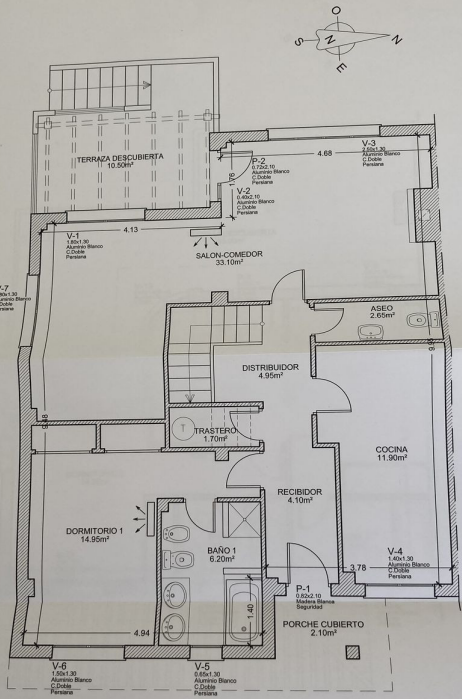 O
S
N
N
E
TERRAZA DESCUBIERTA
10.50m²
P-2
0.72x2.10
Aluminio Blanco
C.Doble
Persiana
V-2
0.40x2.10
Aluminio Blanco
C.Doble
Persiana
1.76
4.68
V-3
Aluminio Blanco
C.Doble
Persiana
V-1
1.80x1.30
Aluminio Blanco
C.Doble
Persiana
4.13
SALON-COMEDOR
33.10m²
V-7
Aluminio Blanco
C.Doble
Persiana
ASEO
2.65m²
DISTRIBUIDOR
4.95m²
TRASTERO
1.70m²
COCINA
11.90m²
RECIBIDOR
4.10m²
DORMITORIO 1
14.95m²
BAÑO 1
6.20m²
V-4
1.40x1.30
Aluminio Blanco
C.Doble
Persiana
3.78
P-1
0.82x2.10
Madera Blanca
Seguridad
1.40
PORCHE CUBIERTO
2.10m²
4.94
V-6
1.50x1.30
Aluminio Blanco
C.Doble
Persiana
V-5
0.65x1.30
Aluminio Blanco
C.Doble
Persiana